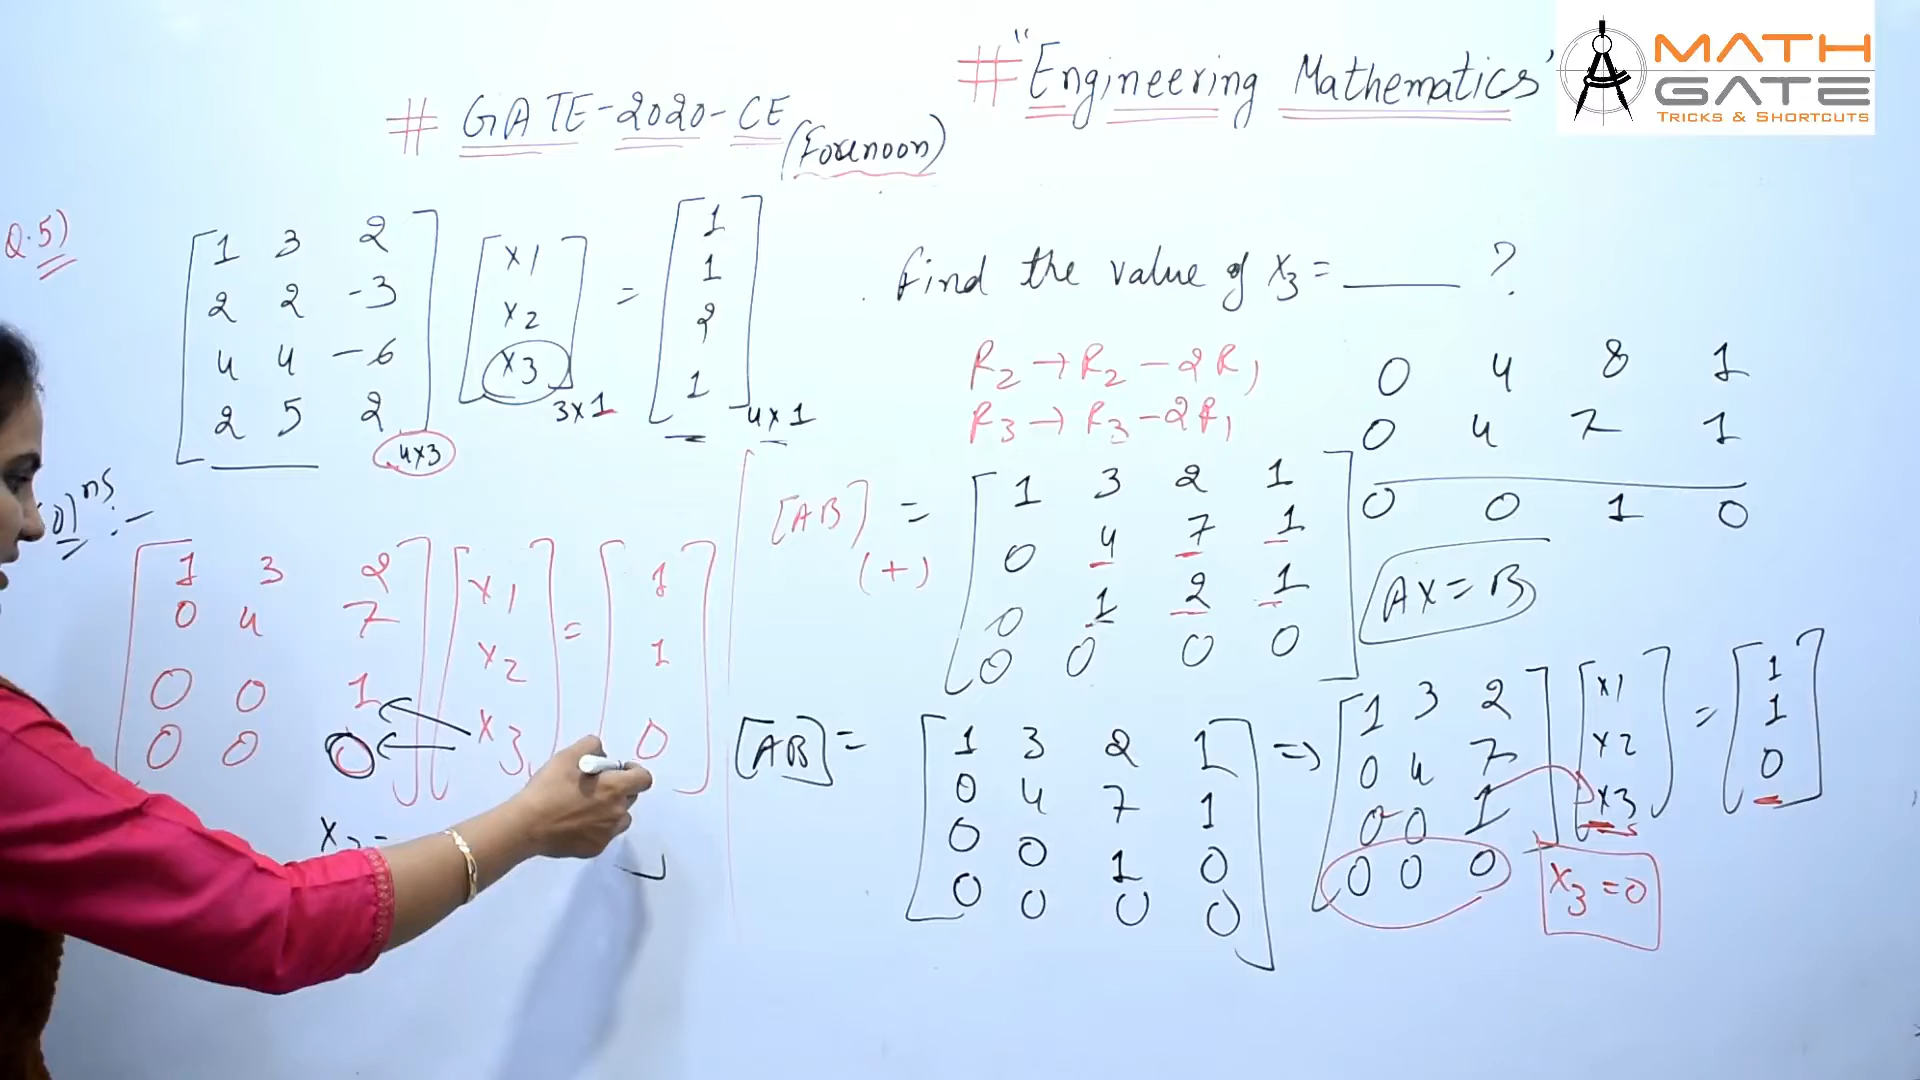 # "Engineering Mathematics'
MATH
GATE
TRICKS & SHORTCUTS
# GATE-2020-CE
(Forenoon)
Q.5)
1 3 2
2 2 -3
4 4 -6
2 5 2
4x3
x1
x2
x3
3x1
=
1
1
2
1
4x1
find the value of x3 = ____ ?
R2 → R2 - 2R1
R3 → R3 - 2R1
0 4 8 1
0 4 7 1
0 0 1 0
ns :-
[AB] =
(+)
1 3 2 1
0 4 7 1
0 1 2 1
0 0 0 0
AX = B
1 3 2
0 4 7
0 0 1
0 0 0
x1
x2
x3
=
1
1
0
[AB] =
1 3 2 1
0 4 7 1
0 0 1 0
0 0 0 0
=>
1 3 2
0 4 7
0 0 1
0 0 0
x1
x2
x3
=
1
1
0
x3 = 0